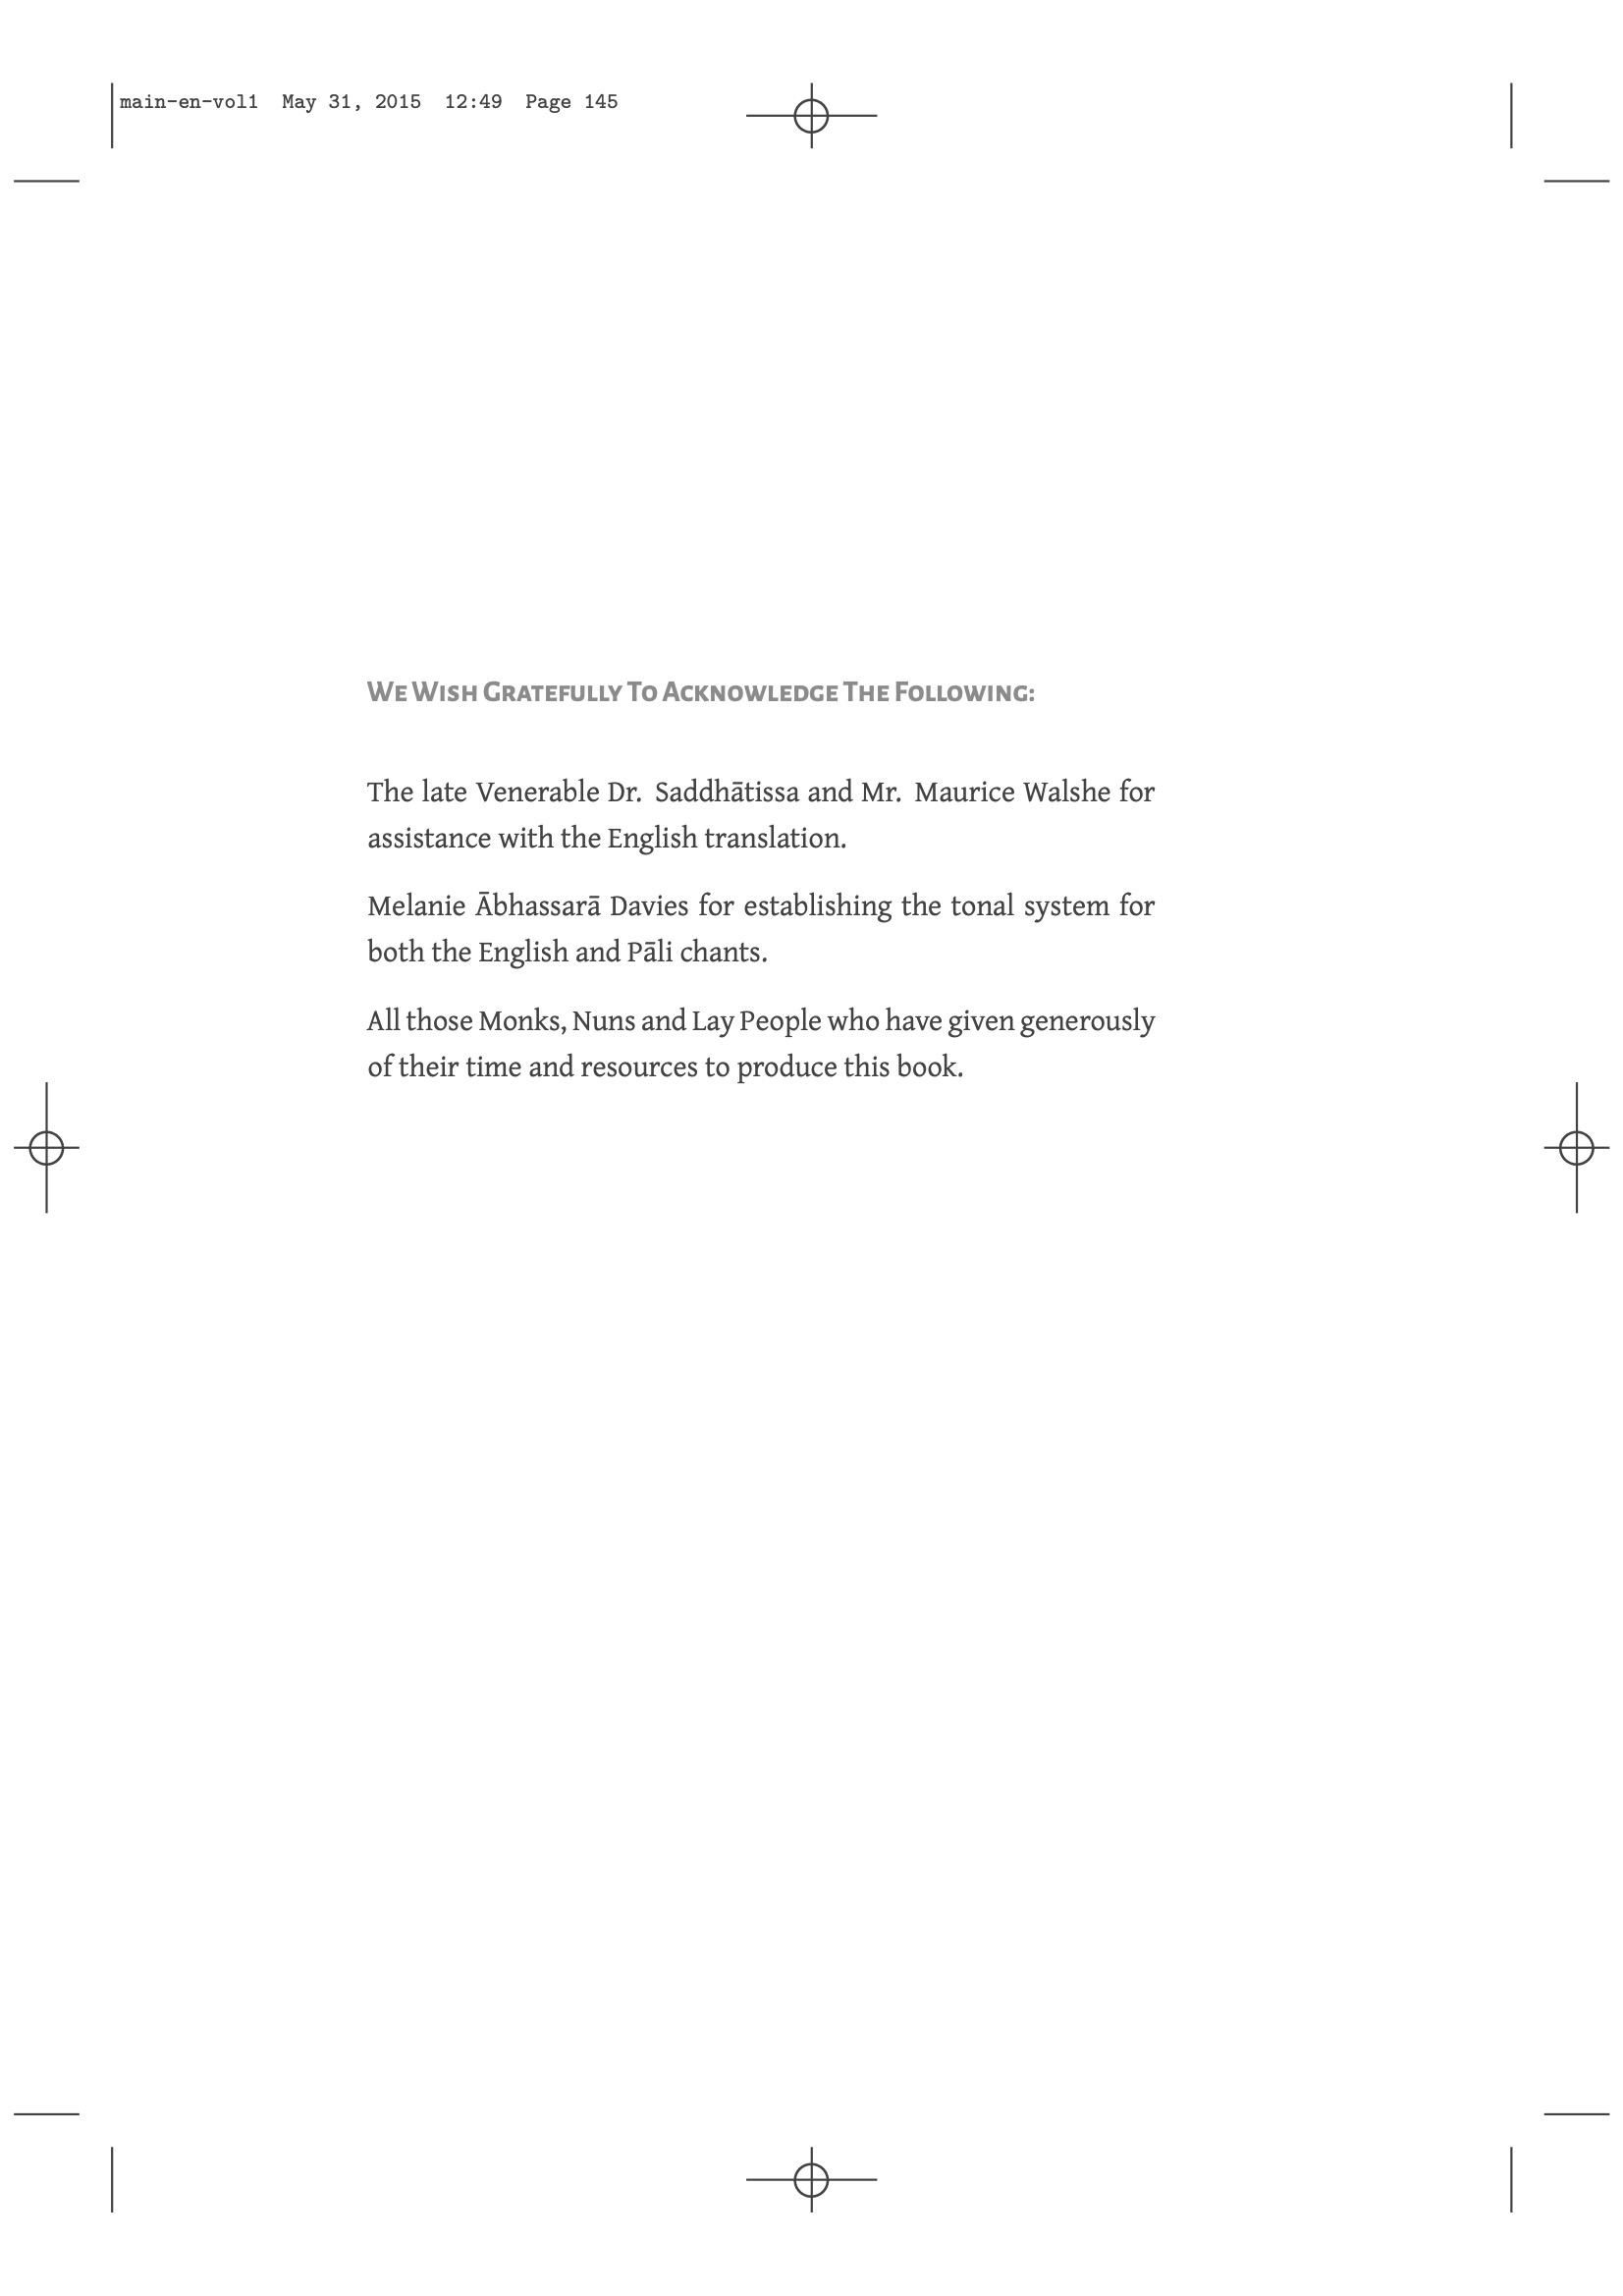 main-en-vol1 May 31, 2015 12:49 Page 145
We Wish Gratefully To Acknowledge The Following:
The late Venerable Dr. Saddhātissa and Mr. Maurice Walshe for
assistance with the English translation.
Melanie Ābhassarā Davies for establishing the tonal system for
both the English and Pāli chants.
All those Monks, Nuns and Lay People who have given generously
of their time and resources to produce this book.